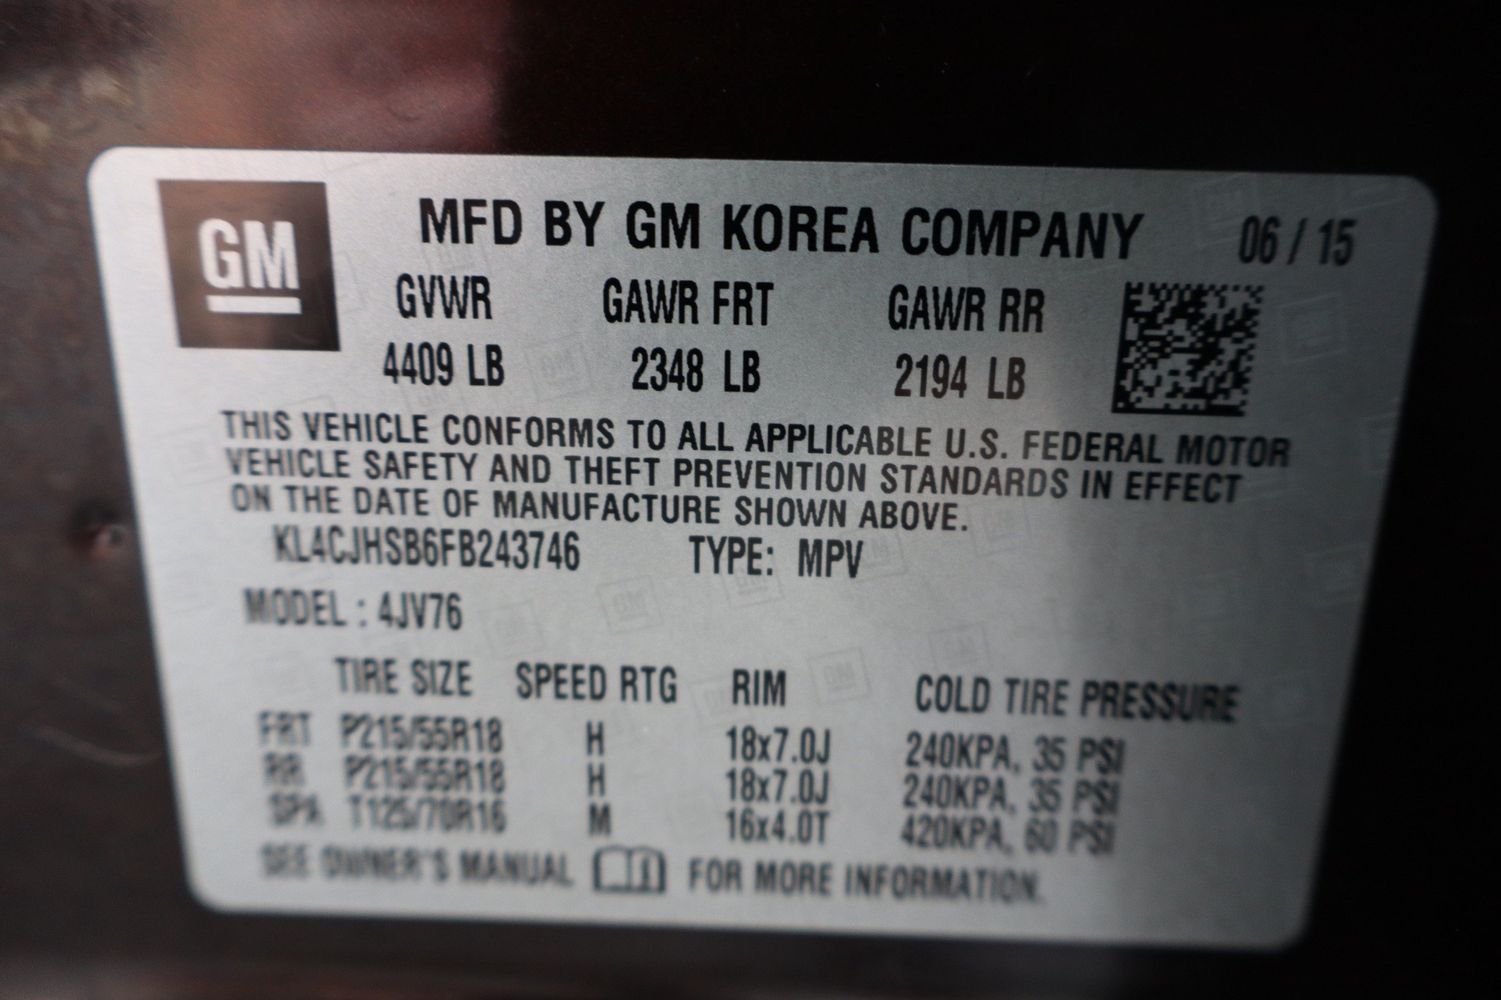 GM
MFD BY GM KOREA COMPANY 06 / 15
GVWR GAWR FRT GAWR RR
4409 LB 2348 LB 2194 LB
THIS VEHICLE CONFORMS TO ALL APPLICABLE U.S. FEDERAL MOTOR
VEHICLE SAFETY AND THEFT PREVENTION STANDARDS IN EFFECT
ON THE DATE OF MANUFACTURE SHOWN ABOVE.
KL4CJHSB6FB243746 TYPE: MPV
MODEL : 4JV76
TIRE SIZE SPEED RTG RIM COLD TIRE PRESSURE
FRT P215/55R18 H 18x7.0J 240KPA, 35 PSI
RR P215/55R18 H 18x7.0J 240KPA, 35 PSI
SPA T125/70R16 M 16x4.0T 420KPA, 60 PSI
SEE OWNER'S MANUAL FOR MORE INFORMATION.